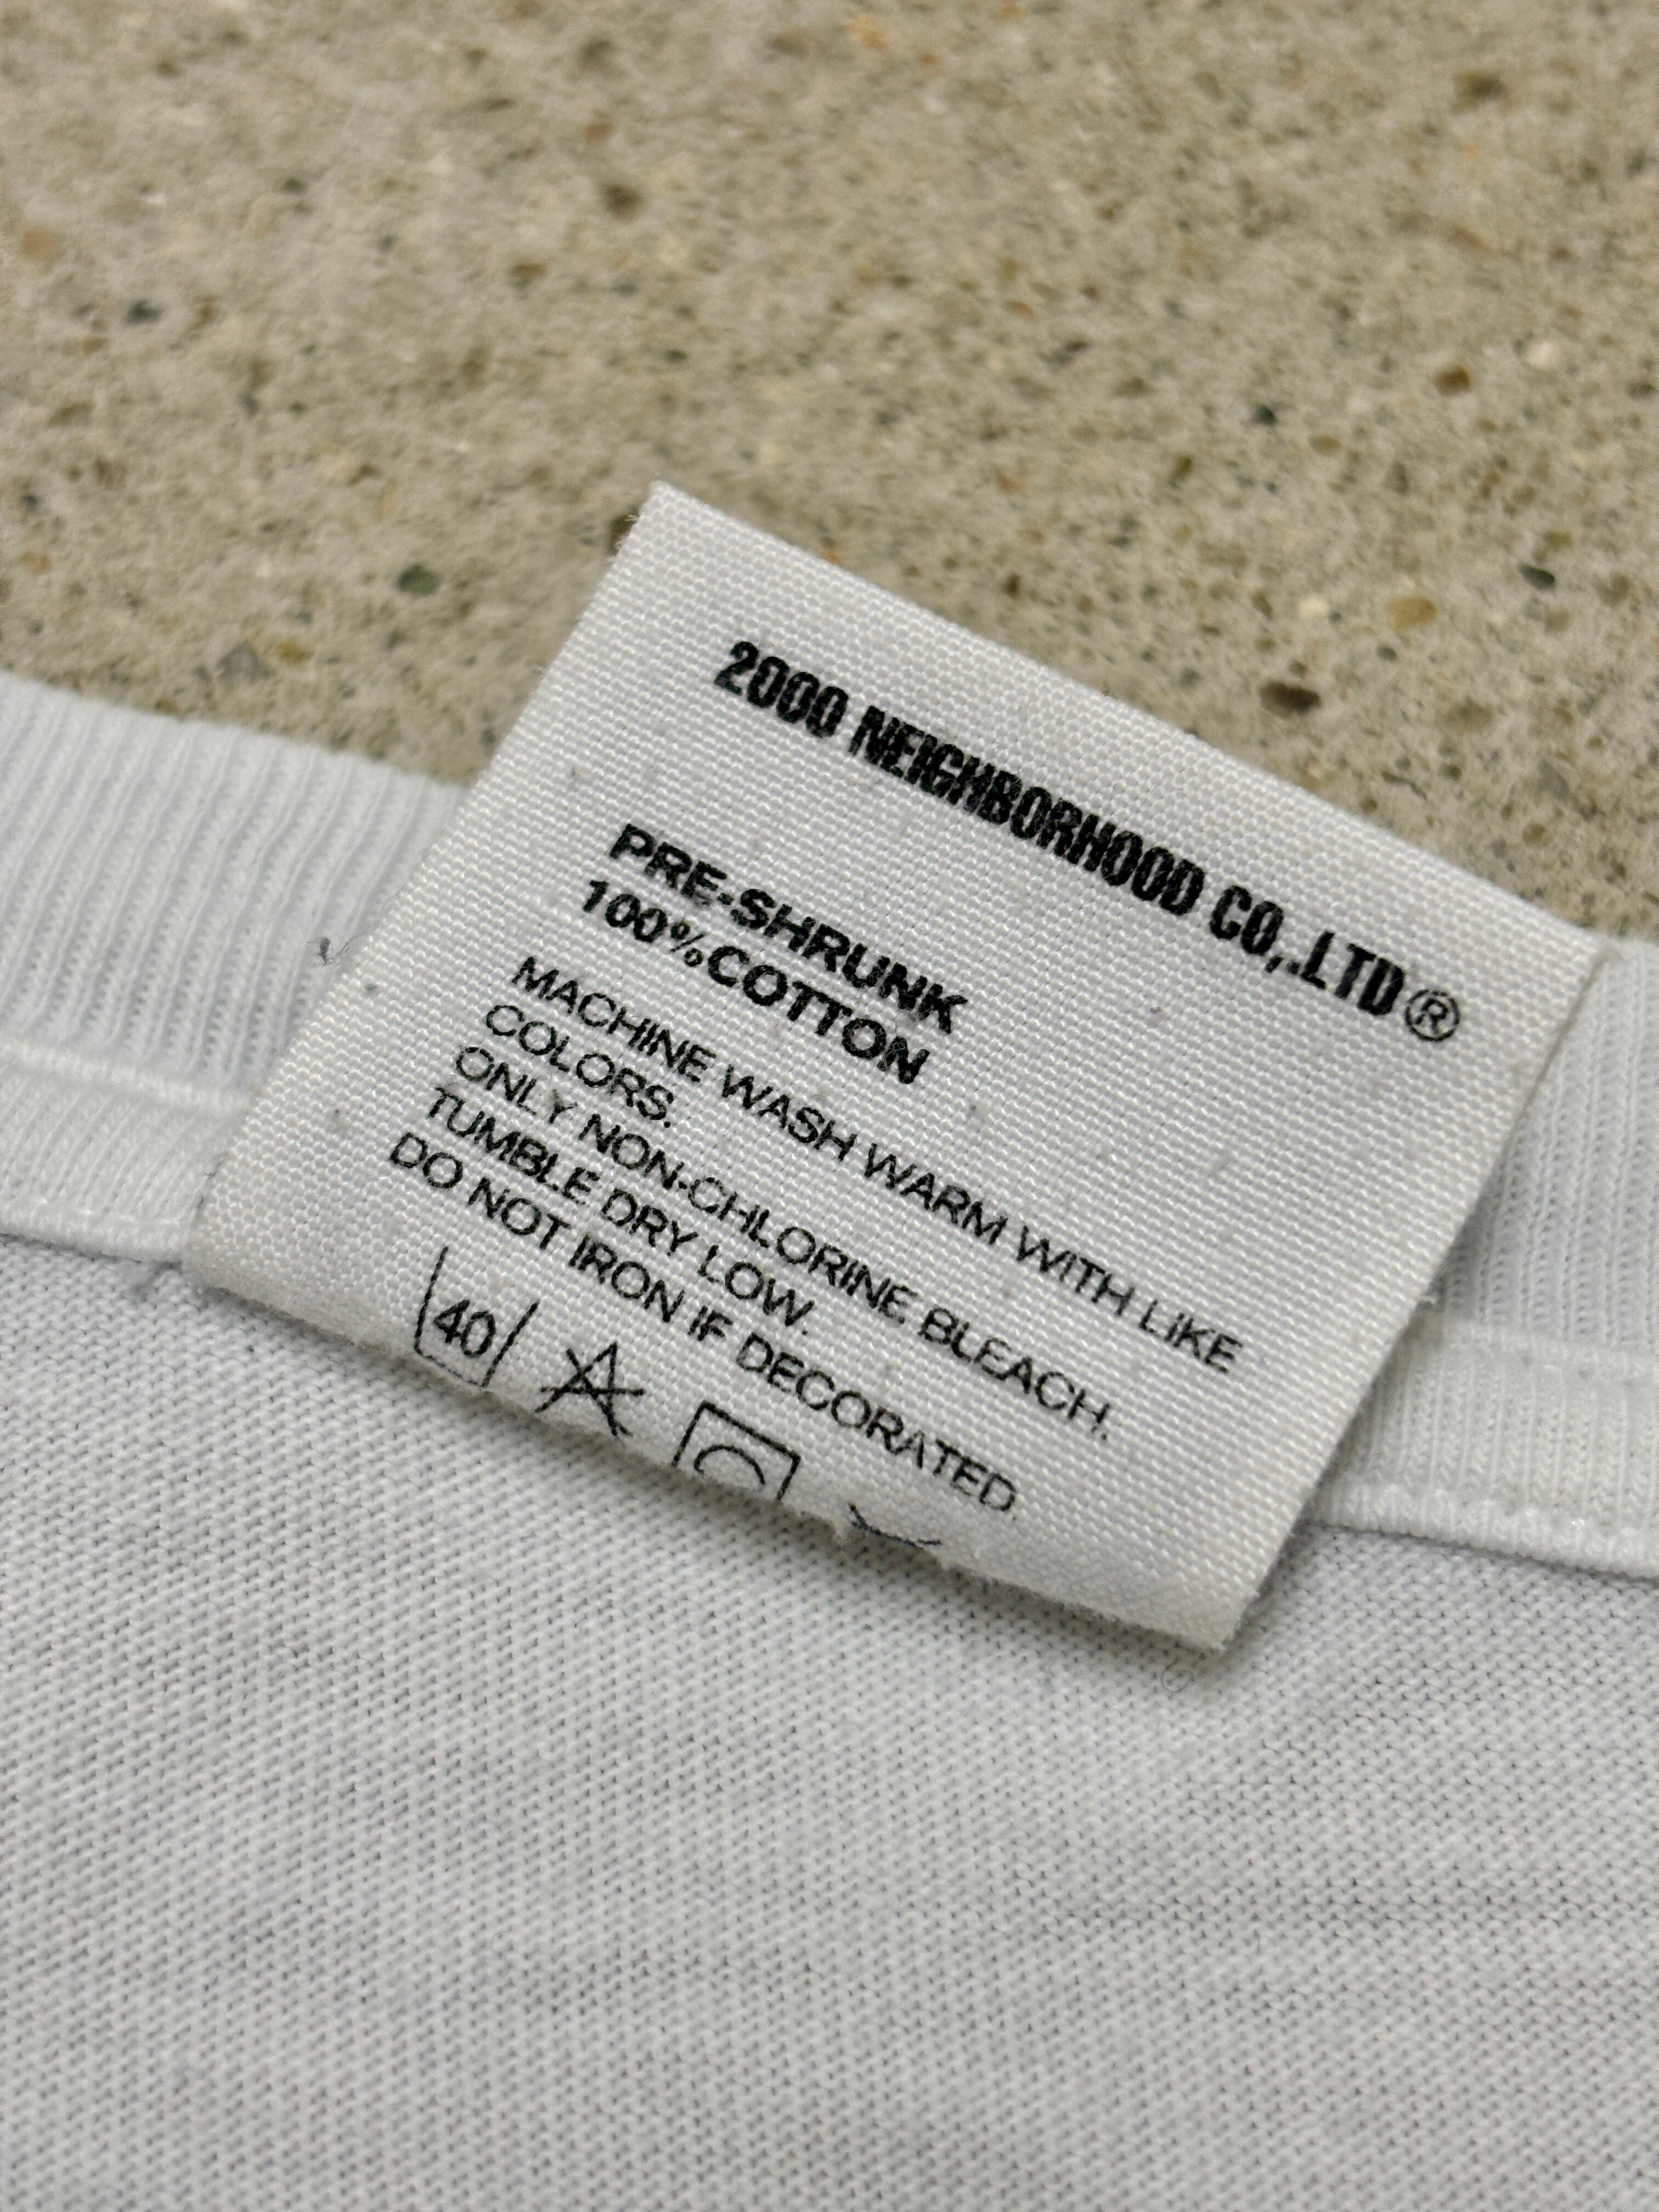 2000 NEIGHBORHOOD CO,.LTD®
PRE-SHRUNK
100%COTTON
MACHINE WASH WARM WITH LIKE
COLORS.
ONLY NON-CHLORINE BLEACH.
TUMBLE DRY LOW.
DO NOT IRON IF DECORATED.
40